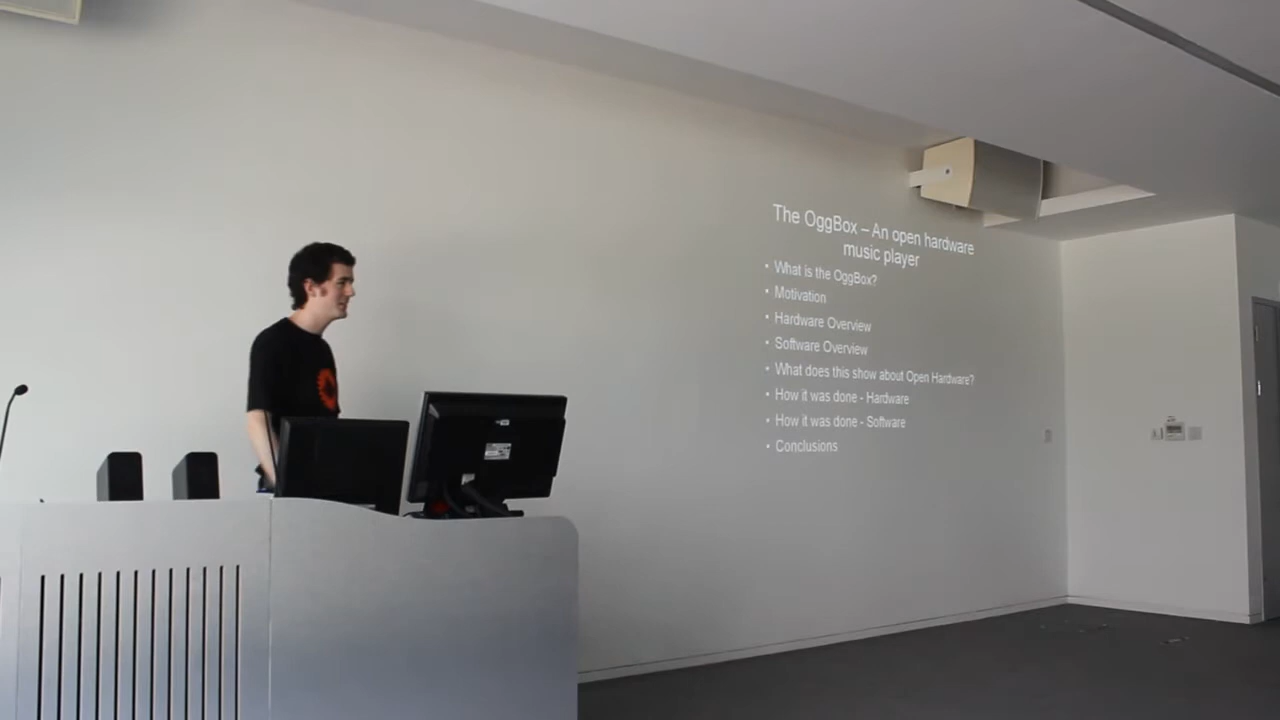 The OggBox – An open hardware
music player
• What is the OggBox?
• Motivation
• Hardware Overview
• Software Overview
• What does this show about Open Hardware?
• How it was done - Hardware
• How it was done - Software
• Conclusions